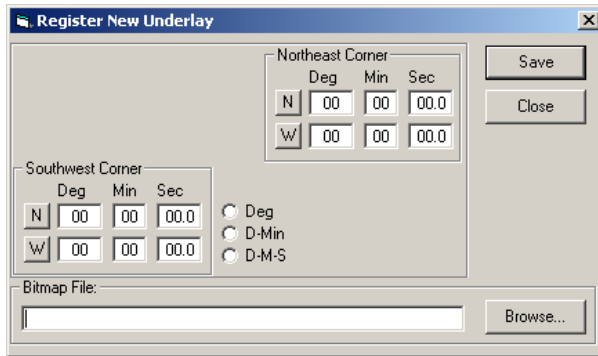 Register New Underlay
Northeast Corner
Deg Min Sec
N 00 00 00.0
W 00 00 00.0
Save
Close
Southwest Corner
Deg Min Sec
N 00 00 00.0
W 00 00 00.0
Deg
D-Min
D-M-S
Bitmap File:
Browse...